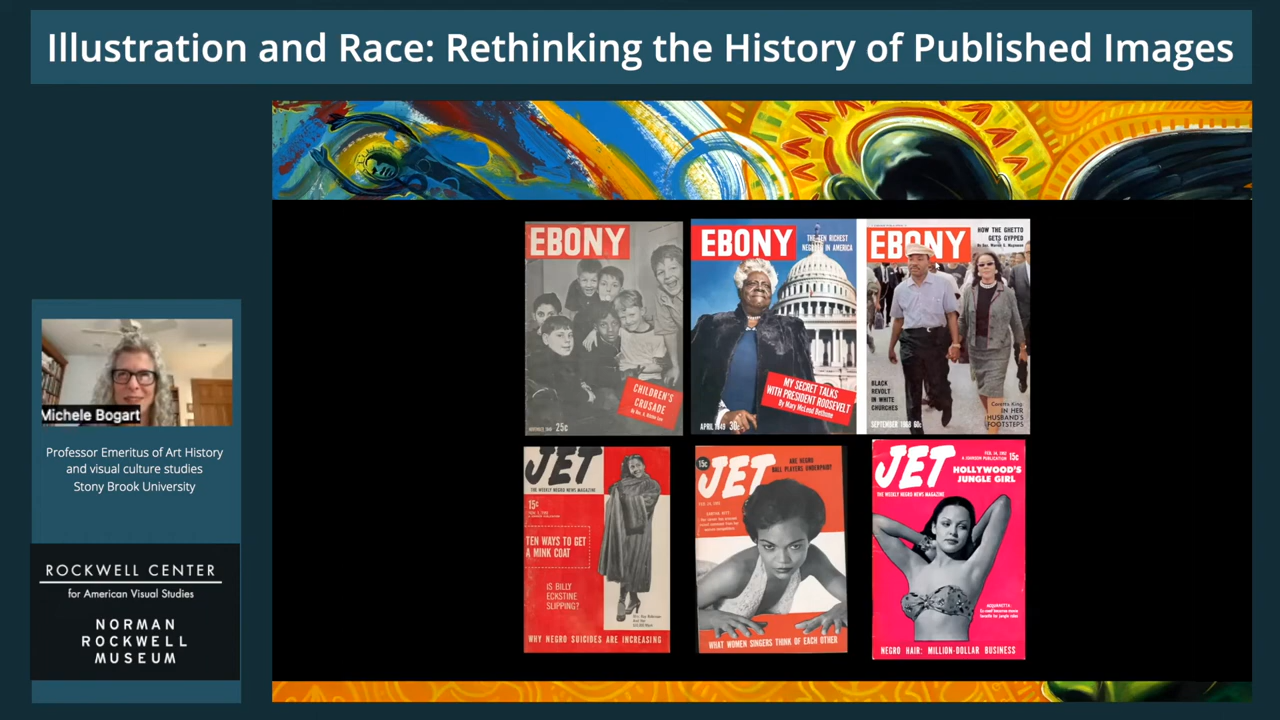 Illustration and Race: Rethinking the History of Published Images
Michele Bogart
Professor Emeritus of Art History
and visual culture studies
Stony Brook University
ROCKWELL CENTER
for American Visual Studies
NORMAN
ROCKWELL
MUSEUM
EBONY
CHILDREN'S
CRUSADE
25c
EBONY
THE TEN RICHEST
NEGROES IN AMERICA
MY SECRET TALKS
WITH PRESIDENT ROOSEVELT
By Mary McLeod Bethune
APRIL 1949 30c
EBONY
HOW THE GHETTO
GETS GYPPED
BLACK
REVOLT
IN WHITE
CHURCHES
Coretta King:
IN HER
HUSBAND'S
FOOTSTEPS
SEPTEMBER 1968 60c
JET
THE WEEKLY NEGRO NEWS MAGAZINE
15c
TEN WAYS TO GET
A MINK COAT
IS BILLY
ECKSTINE
SLIPPING?
WHY NEGRO SUICIDES ARE INCREASING
15c
JET
ARE NEGRO
BALL PLAYERS UNDERPAID?
WHAT WOMEN SINGERS THINK OF EACH OTHER
JET
15c
HOLLYWOOD'S
JUNGLE GIRL
THE WEEKLY NEGRO NEWS MAGAZINE
NEGRO HAIR: MILLION-DOLLAR BUSINESS